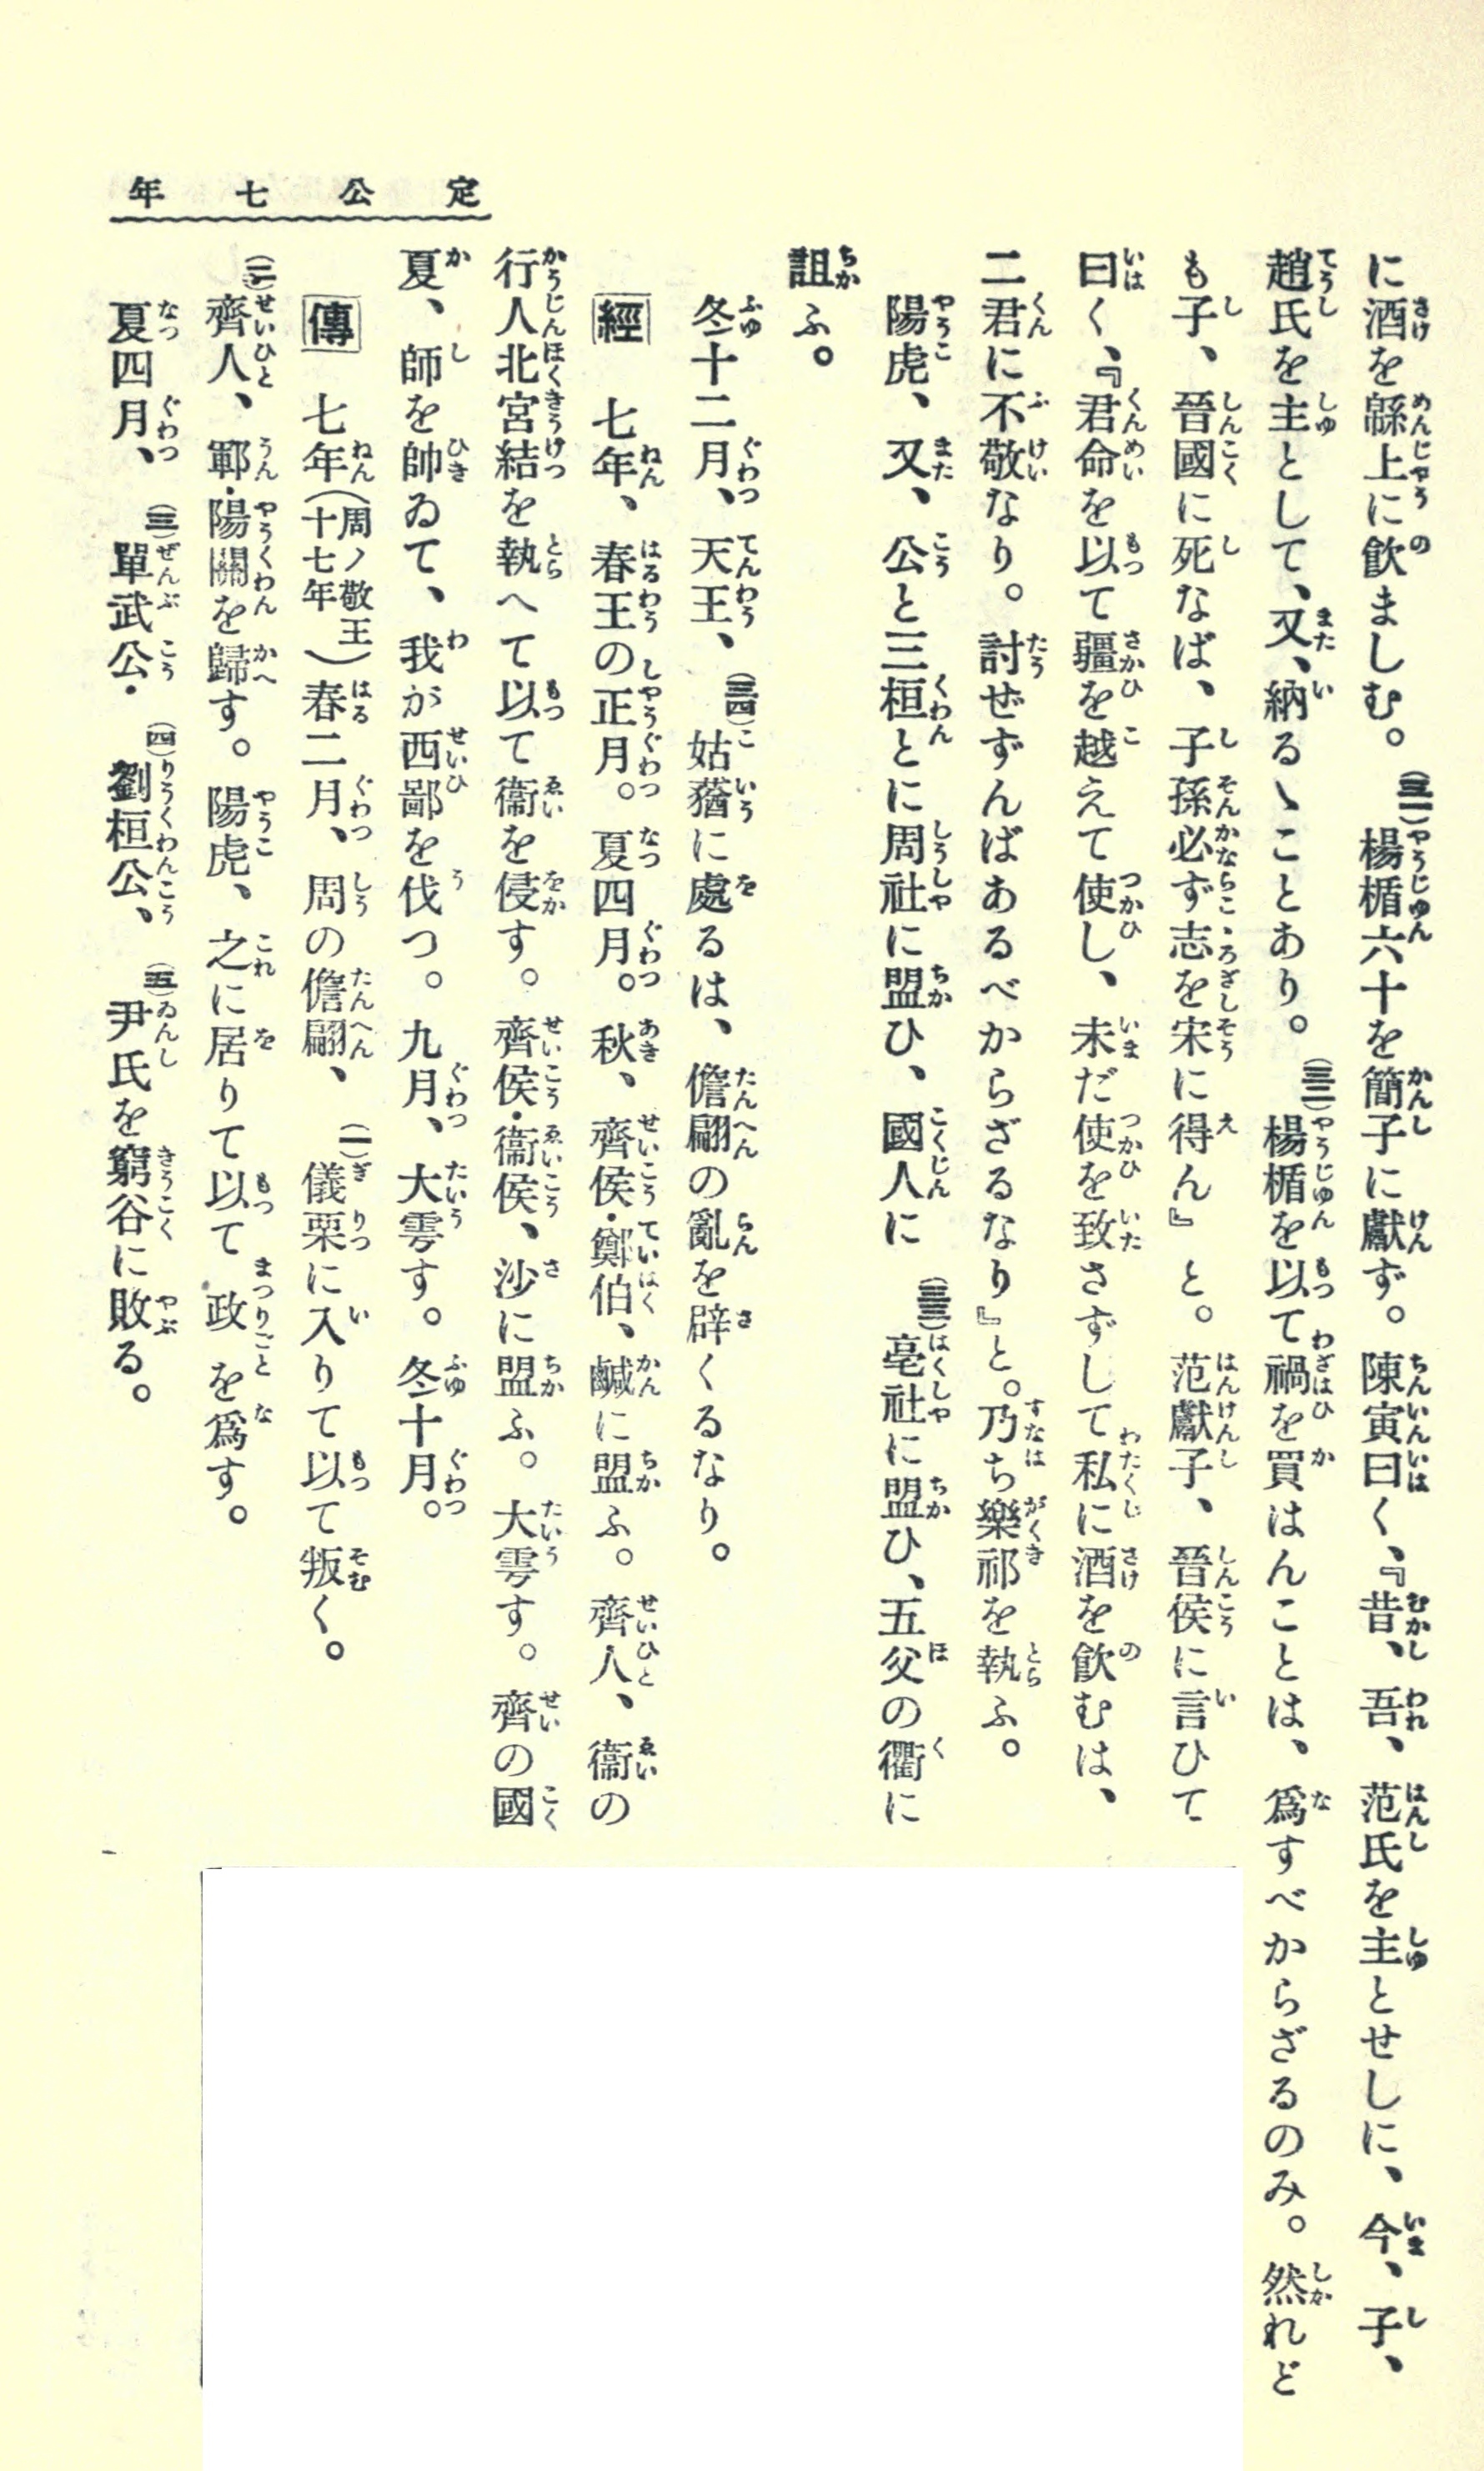 定公七年
に酒を緜上に飮ましむ。(三一)楊楯六十を簡子に獻ず。陳寅曰く、『昔、吾、范氏を主とせしに、今、子、
趙氏を主として、又、納るゝことあり。(三二)楊楯を以て禍を買はんことは、爲すべからざるのみ。然れど
も子、晉國に死なば、子孫必ず志を宋に得ん』と。范獻子、晉侯に言ひて
曰く、『君命を以て疆を越えて使し、未だ使を致さずして私に酒を飮むは、
二君に不敬なり。討ぜずんばあるべからざるなり』と。乃ち樂祁を執ふ。
陽虎、又、公と三桓とに周社に盟ひ、國人に(三三)亳社に盟ひ、五父の衢に
詛ふ。
冬十二月、天王、(三四)姑蕕に處るは、儋翩の亂を辟くるなり。
經 七年、春王の正月。夏四月。秋、齊侯・鄭伯、鹹に盟ふ。齊人、衞の
行人北宮結を執へて以て衞を侵す。齊侯・衞侯、沙に盟ふ。大雩す。齊の國
夏、師を帥ゐて、我が西鄙を伐つ。九月、大雩す。冬十月。
傳 七年(周ノ敬王十七年)春二月、周の儋翩、(一)儀栗に入りて以て叛く。
(二)齊人、鄆・陽關を歸す。陽虎、之に居りて以て政を爲す。
夏四月、(三)單武公・(四)劉桓公、(五)尹氏を窮谷に敗る。